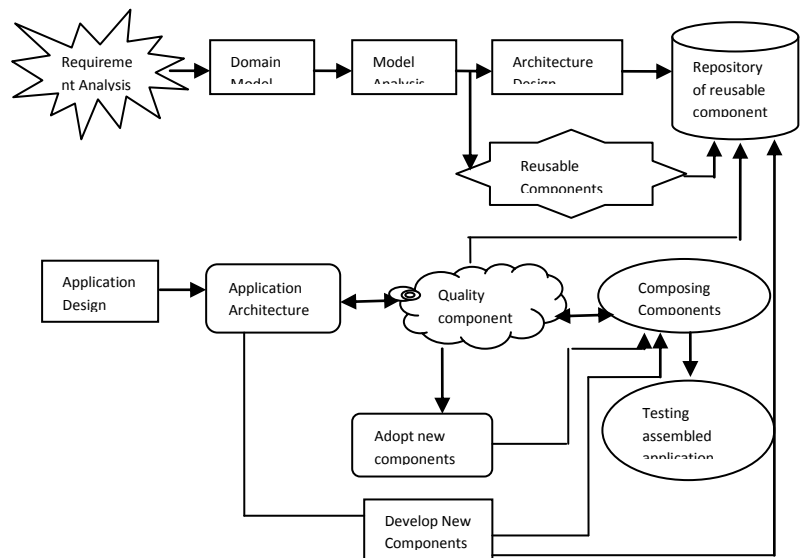 Requireme
nt Analysis
Domain
Model
Model
Analysis
Architecture
Design
Repository
of reusable
component
Reusable
Components
Application
Design
Application
Architecture
Quality
component
Composing
Components
Adopt new
components
Testing
assembled
application
Develop New
Components